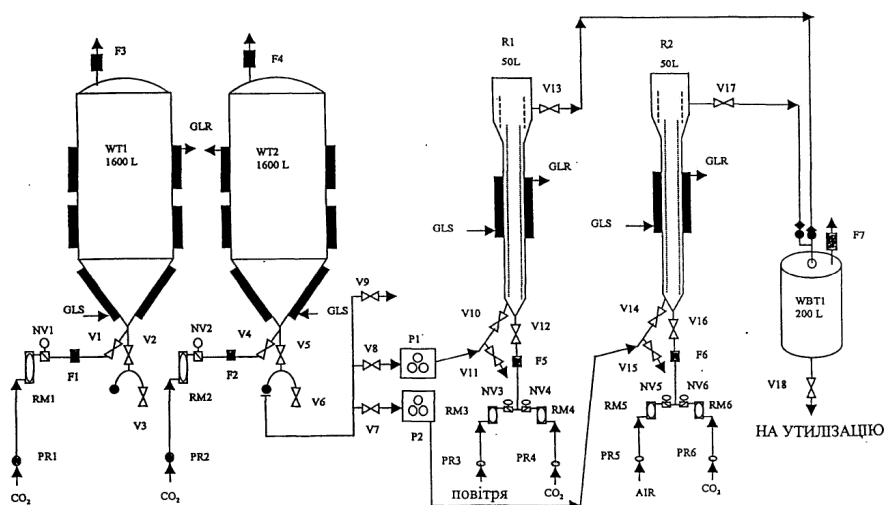 F3
F4
R1
50L
R2
50L
V13
V17
GLR
WT1
1600 L
WT2
1600 L
GLR
GLR
GLS
GLS
F7
WBT1
200 L
V9
GLS
GLS
V10
V14
NV1
V1
V2
NV2
V4
V5
V8
P1
V12
V16
F1
F2
V11
F5
V15
F6
V18
RM1
RM2
V3
V6
V7
P2
NV3
NV4
NV5
NV6
RM3
RM4
RM5
RM6
НА УТИЛИЗАЦІЮ
PR1
PR2
PR3
PR4
PR5
PR6
CO₂
CO₂
повітря
CO₂
AIR
CO₂